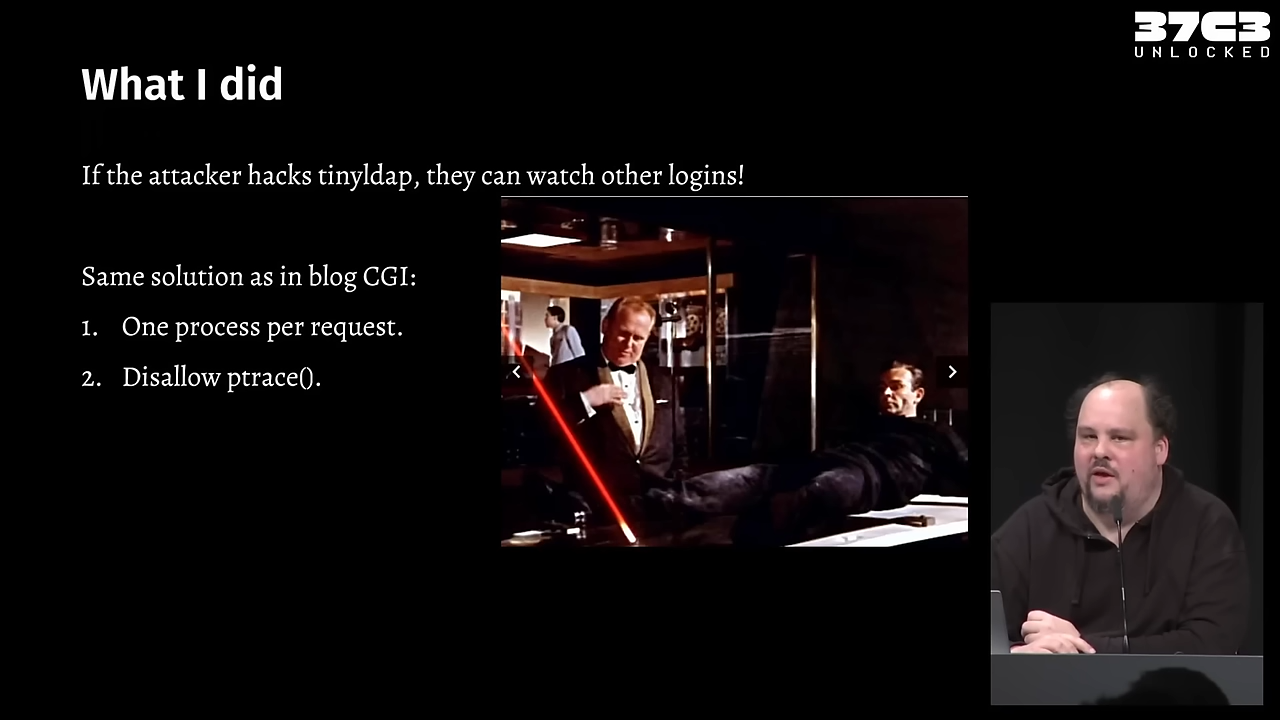 37C3
UNLOCKED
What I did
If the attacker hacks tinyldap, they can watch other logins!
Same solution as in blog CGI:
1. One process per request.
2. Disallow ptrace().